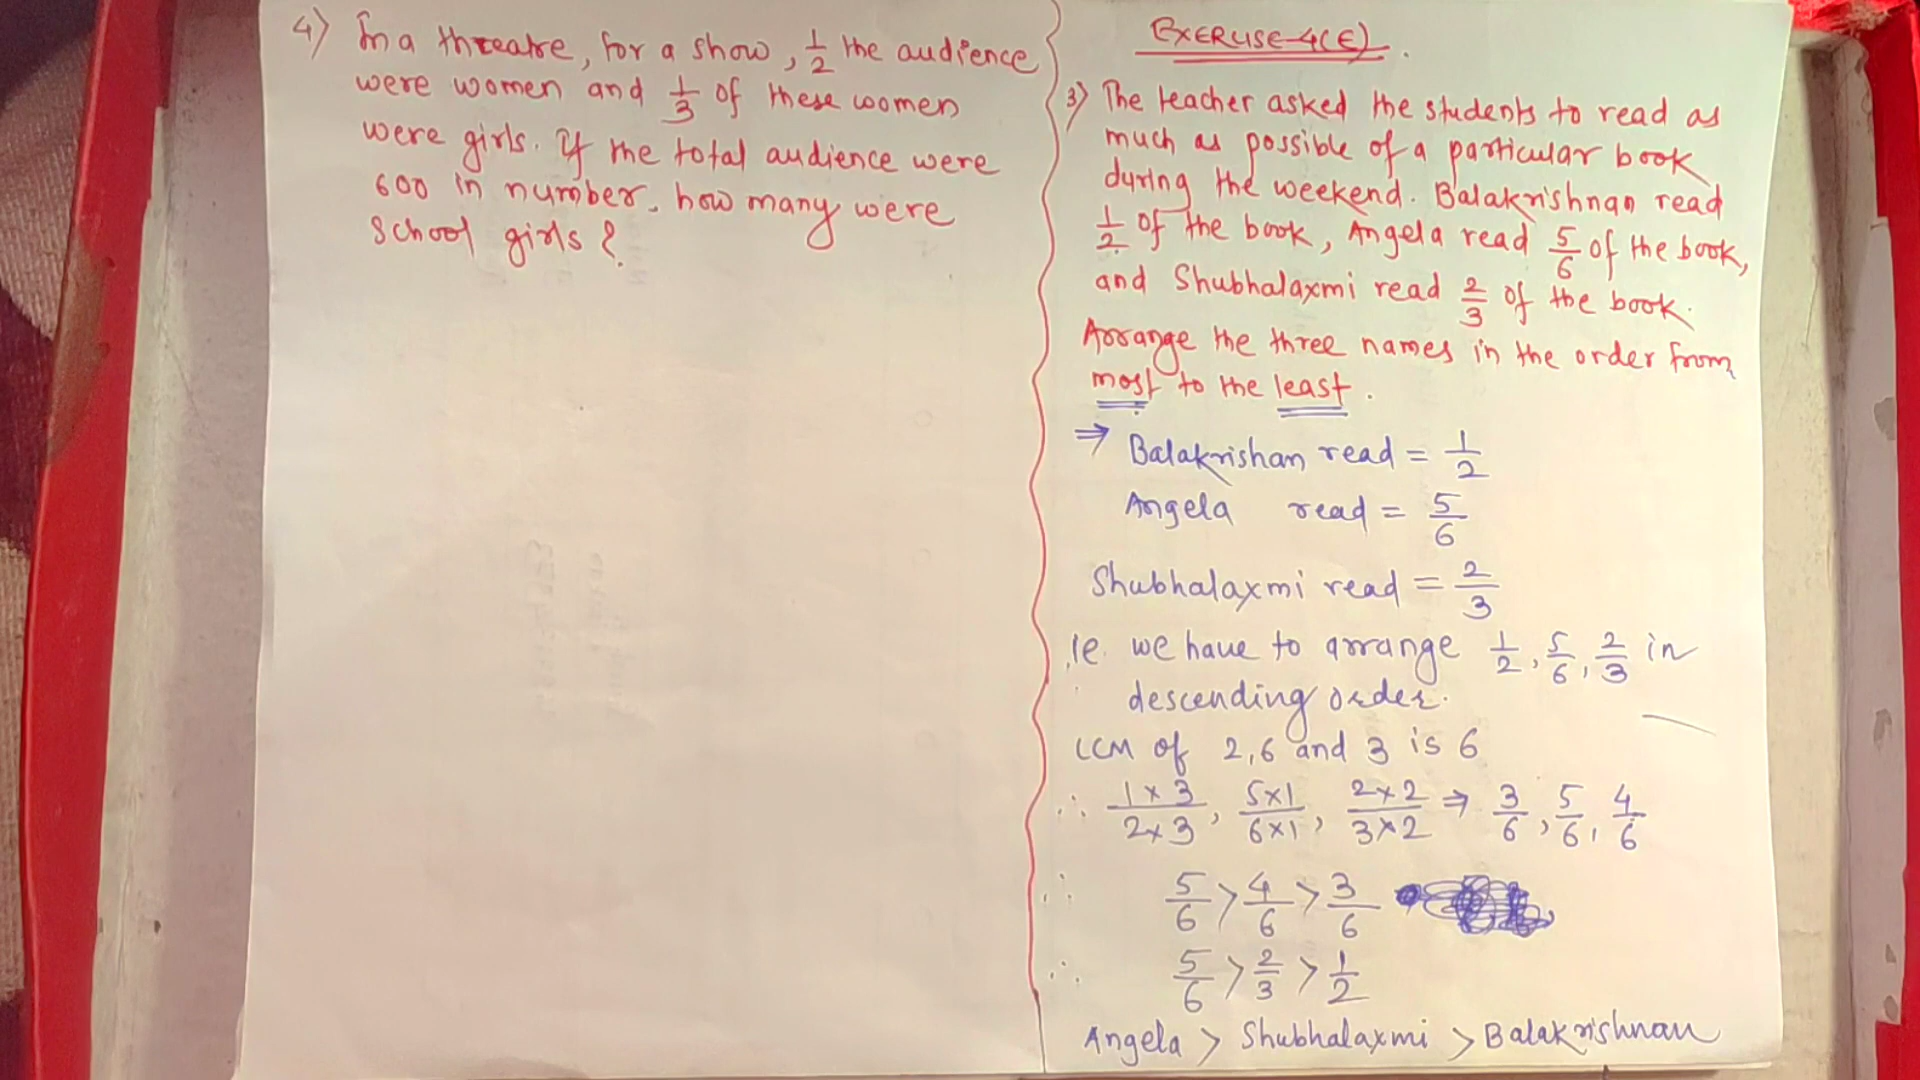 4) In a threatre, for a show, 1/2 the audience
were women and 1/3 of these women
were girls. If the total audience were
600 in number, how many were
School girls ?
EXERCISE-4(E).
3) The teacher asked the students to read as
much as possible of a particular book
during the weekend. Balakrishnan read
1/2 of the book, Angela read 5/6 of the book,
and Shubhalaxmi read 2/3 of the book.
Arrange the three names in the order from
most to the least.
⇒ Balakrishan read = 1/2
Angela read = 5/6
Shubhalaxmi read = 2/3
ie. we have to arrange 1/2, 5/6, 2/3 in
descending order.
LCM of 2,6 and 3 is 6
∴ 1×3/2×3, 5×1/6×1, 2×2/3×2 ⇒ 3/6, 5/6, 4/6
∴ 5/6 > 4/6 > 3/6
∴ 5/6 > 2/3 > 1/2
Angela > Shubhalaxmi > Balakrishnan